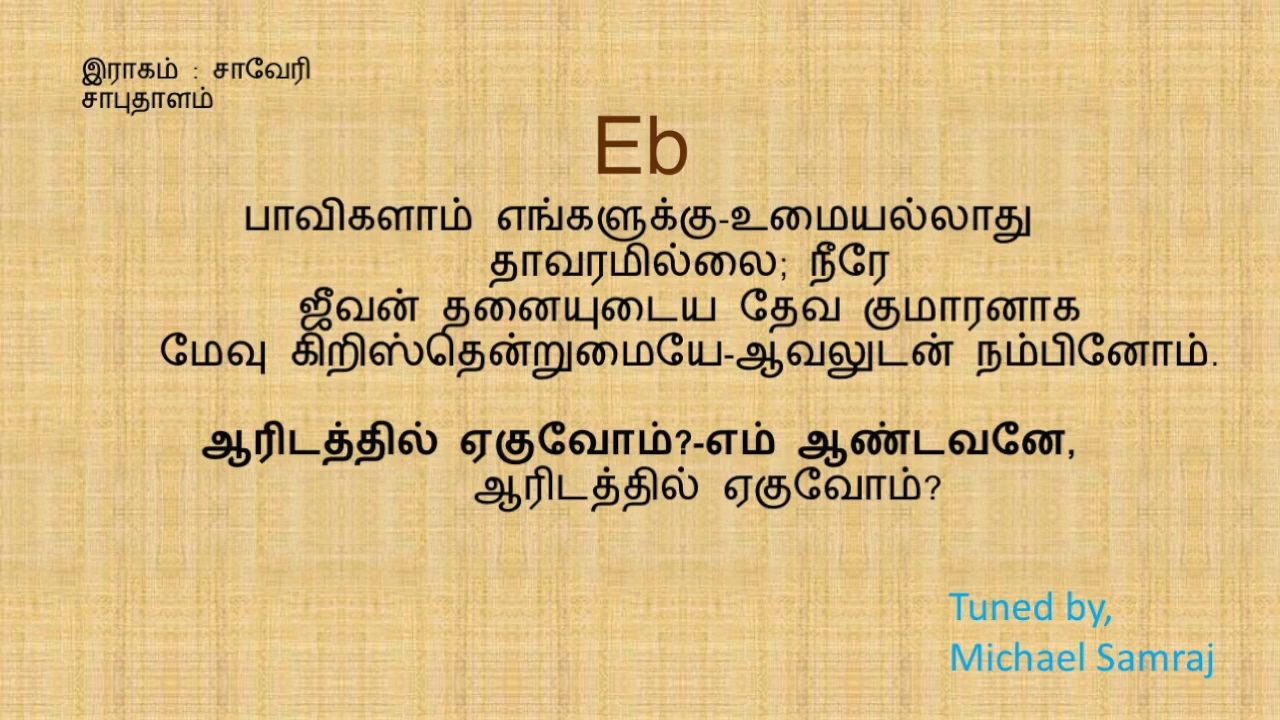 இராகம் : சாவேரி
சாபுதாளம்
Eb
பாவிகளாம் எங்களுக்கு-உமையல்லாது
தாவரமில்லை; நீரே
ஜீவன் தனையுடைய தேவ குமாரனாக
மேவு கிறிஸ்தென்றுமையே-ஆவலுடன் நம்பினோம்.
ஆரிடத்தில் ஏகுவோம்?-எம் ஆண்டவனே,
ஆரிடத்தில் ஏகுவோம்?
Tuned by,
Michael Samraj